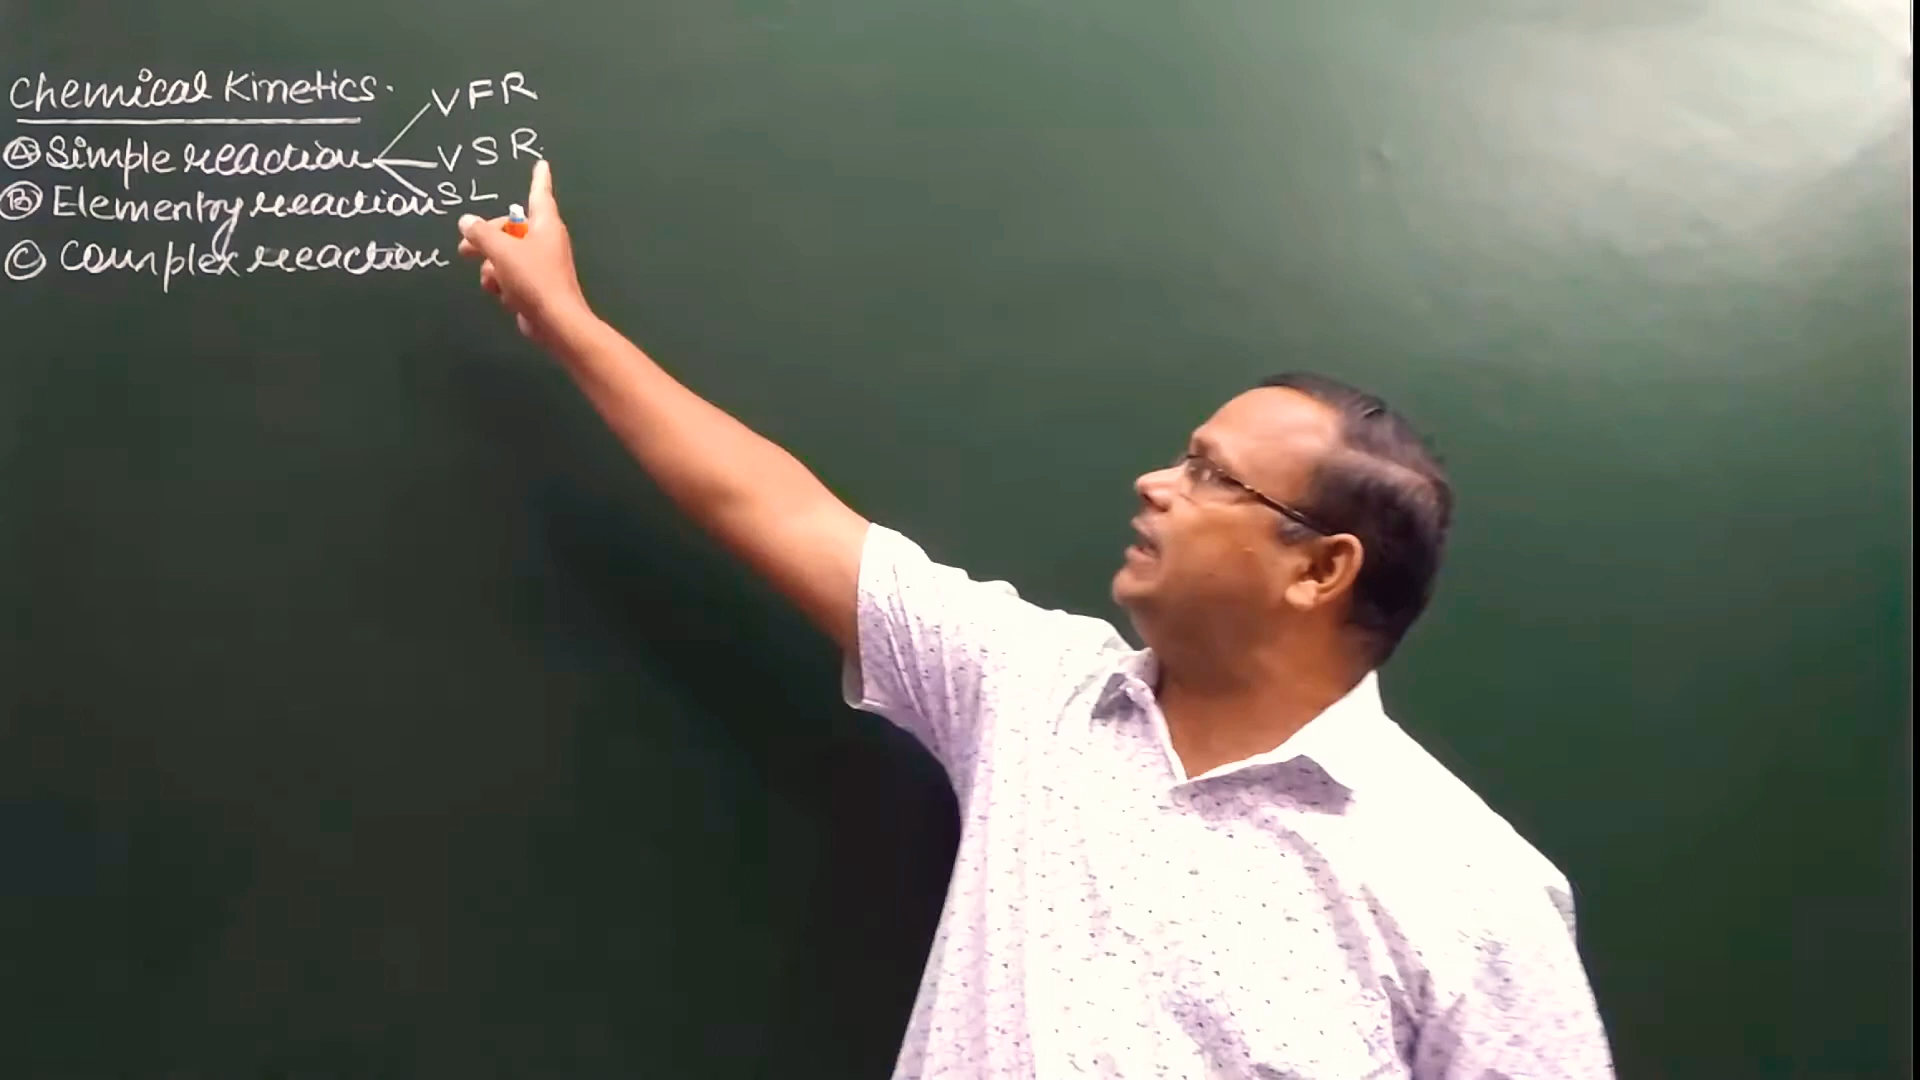 Chemical Kinetics.
VFR
Ⓐ Simple reaction
VSR
SL
Ⓑ Elementry reaction
Ⓒ Complex reaction